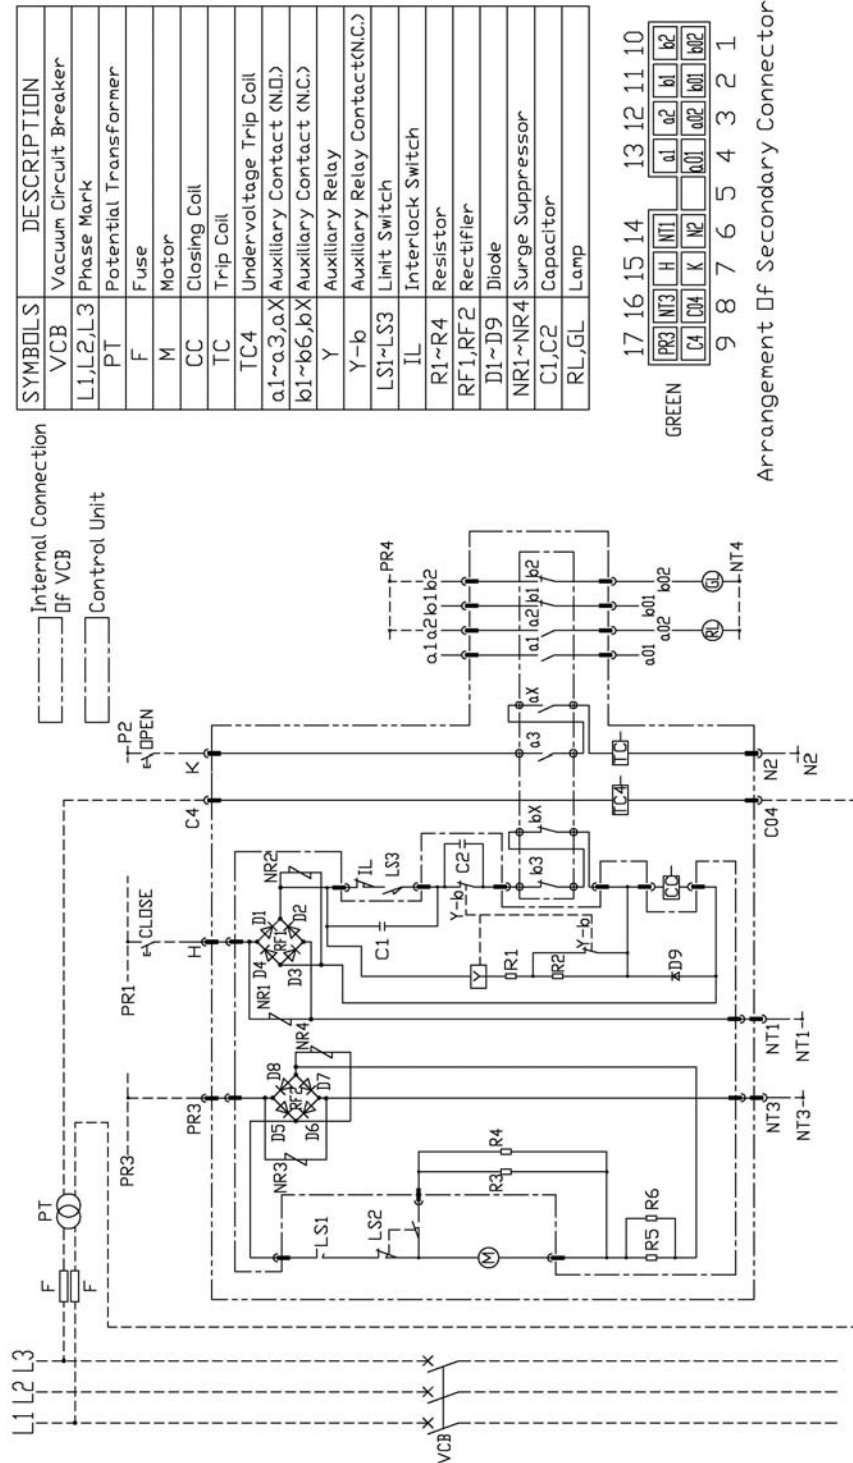 SYMBOLS DESCRIPTION
VCB Vacuum Circuit Breaker
L1,L2,L3 Phase Mark
PT Potential Transformer
F Fuse
M Motor
CC Closing Coil
TC Trip Coil
TC4 Undervoltage Trip Coil
a1~a3,aX Auxiliary Contact (N.O.)
b1~b6,bX Auxiliary Contact (N.C.)
Y Auxiliary Relay
Y-b Auxiliary Relay Contact(N.C.)
LS1~LS3 Limit Switch
IL Interlock Switch
R1~R4 Resistor
RF1,RF2 Rectifier
D1~D9 Diode
NR1~NR4 Surge Suppressor
C1,C2 Capacitor
RL,GL Lamp
17 16 15 14 13 12 11 10
PR3 NT3 H NT1 a1 a2 b1 b2
C4 C04 K N2 a01 a02 b01 b02
9 8 7 6 5 4 3 2 1
GREEN
Arrangement Of Secondary Connector
Internal Connection
Of VCB
Control Unit
L1 L2 L3
F
F
PT
PR3
PR1
CLOSE
P2
OPEN
PR3
H
C4
K
NR3
D5
D8
RF2
D6
D7
NR4
NR1
D4
D1
RF1
D3
D2
NR2
LS1
LS2
M
R3
R4
R5
R6
C1
IL
LS3
Y-b
C2
Y
R1
R2
Y-b
D9
b3
bX
CC
TC4
a3
aX
TC
PR4
a1 a2 b1 b2
a1 a2 b1 b2
a01
a02
b01
b02
RL
GL
NT4
NT3
NT3
NT1
NT1
C04
N2
N2
VCB